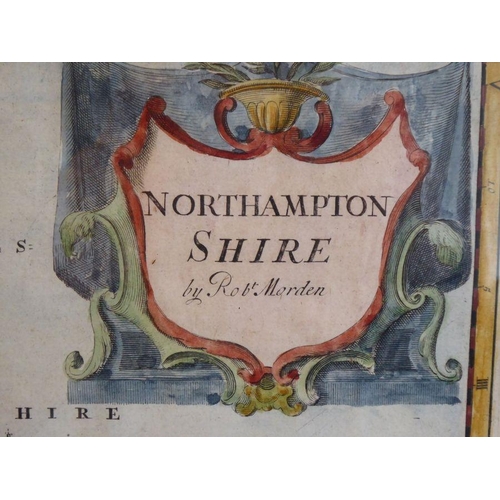 NORTHAMPTON
SHIRE
by Robt. Morden
S=
HIRE